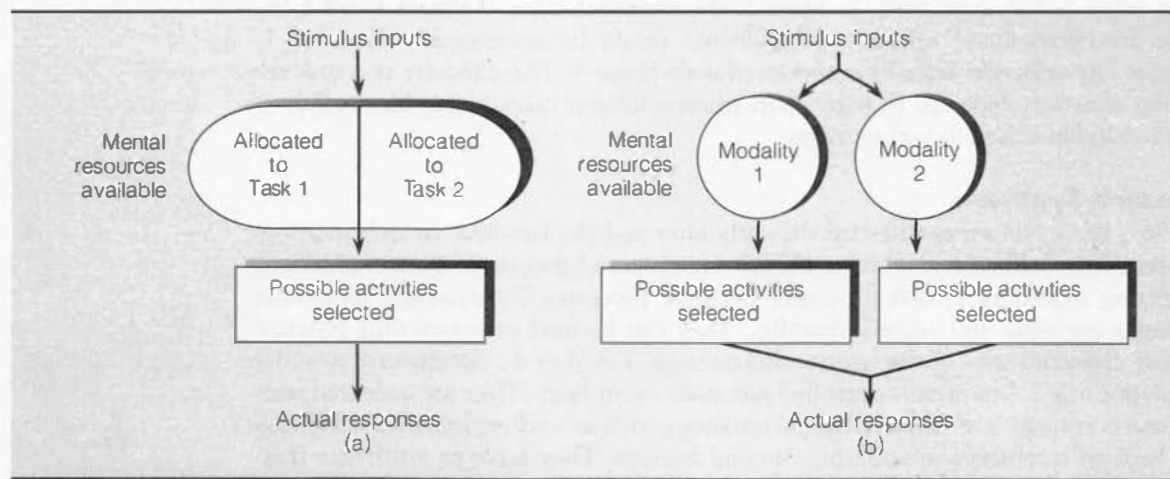 Stimulus inputs
Mental
resources
available
Allocated
to
Task 1
Allocated
to
Task 2
Possible activities
selected
Actual responses
(a)
Stimulus inputs
Mental
resources
available
Modality
1
Modality
2
Possible activities
selected
Possible activities
selected
Actual responses
(b)